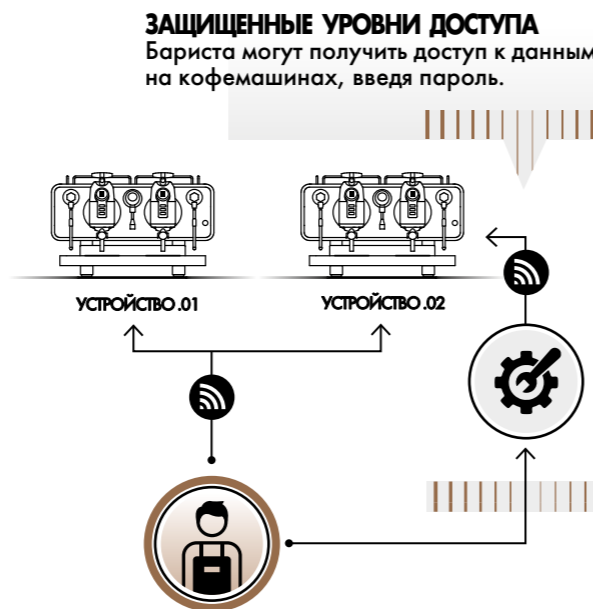 ЗАЩИЩЕННЫЕ УРОВНИ ДОСТУПА
Бариста могут получить доступ к данным
на кофемашинах, введя пароль.
УСТРОЙСТВО .01
УСТРОЙСТВО .02